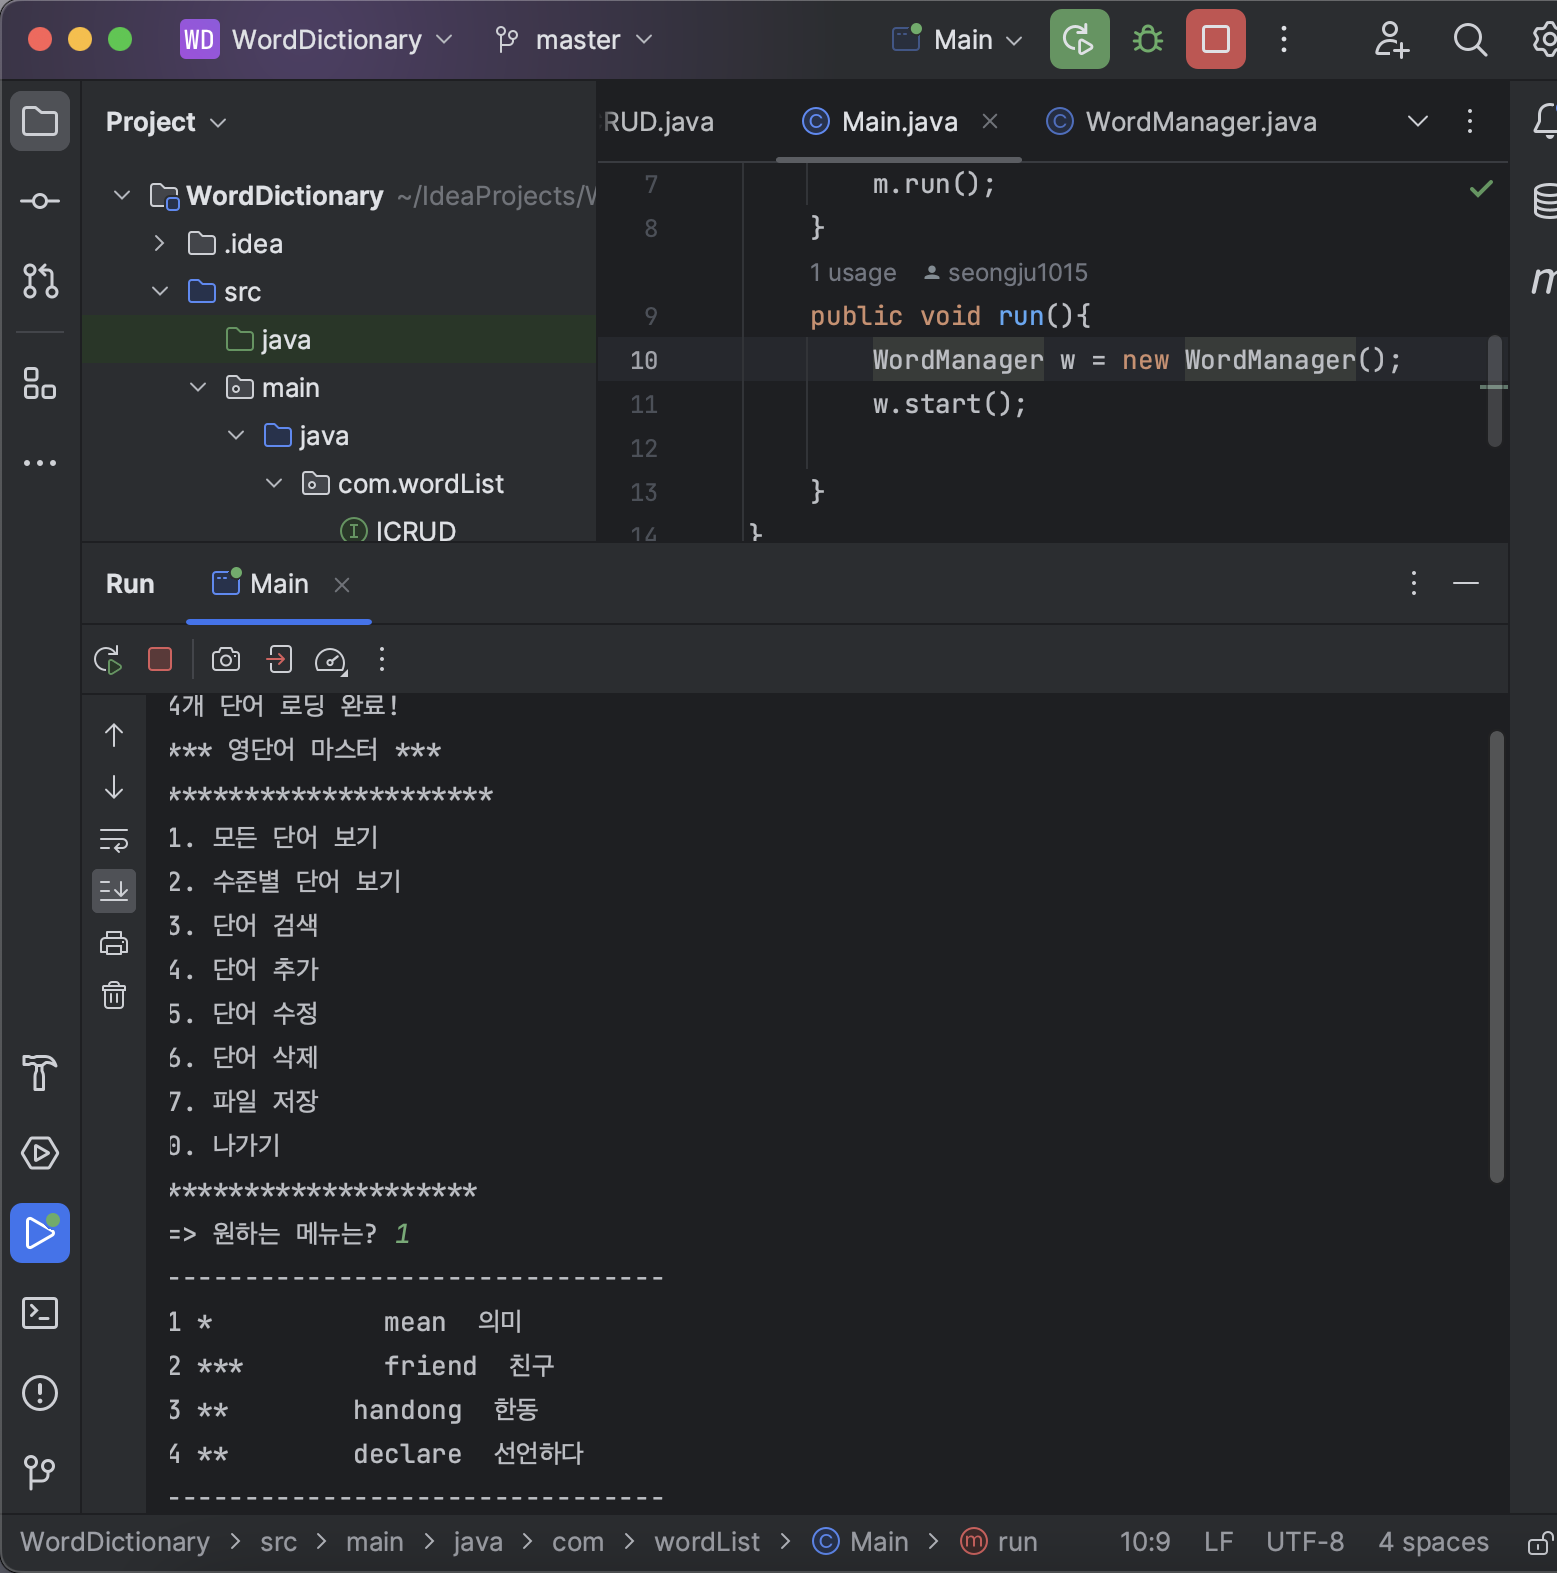 WD WordDictionary master Main
Project
RUD.java Main.java WordManager.java
WordDictionary ~/IdeaProjects/W
.idea
src
java
main
java
com.wordList
ICRUD
7 m.run();
8 }
1 usage seongju1015
9 public void run(){
10 WordManager w = new WordManager();
11 w.start();
12
13 }
14 }
Run Main
4개 단어 로딩 완료!
*** 영단어 마스터 ***
*********************
1. 모든 단어 보기
2. 수준별 단어 보기
3. 단어 검색
4. 단어 추가
5. 단어 수정
6. 단어 삭제
7. 파일 저장
0. 나가기
********************
=> 원하는 메뉴는? 1
--------------------------------
1 * mean 의미
2 *** friend 친구
3 ** handong 한동
4 ** declare 선언하다
--------------------------------
WordDictionary > src > main > java > com > wordList > Main > run 10:9 LF UTF-8 4 spaces